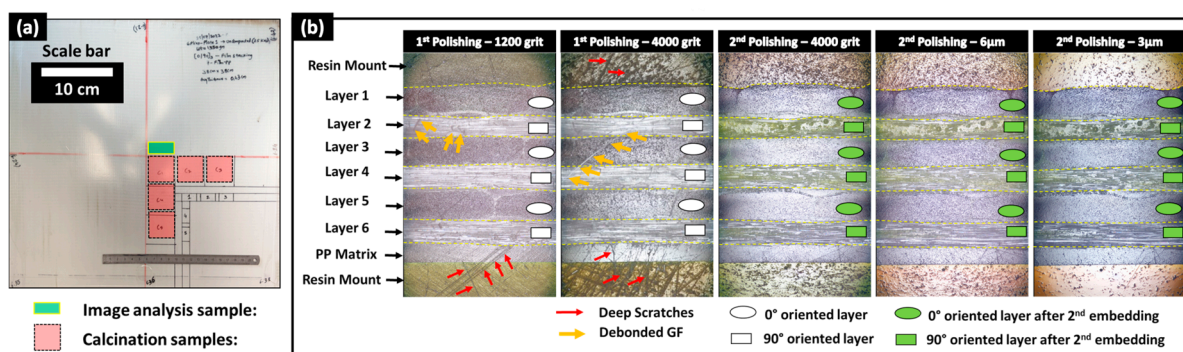 (a)
Scale bar
10 cm
Image analysis sample:
Calcination samples:
(b)
1st Polishing – 1200 grit
1st Polishing – 4000 grit
2nd Polishing – 4000 grit
2nd Polishing – 6µm
2nd Polishing – 3µm
Resin Mount
Layer 1
Layer 2
Layer 3
Layer 4
Layer 5
Layer 6
PP Matrix
Resin Mount
Deep Scratches
Debonded GF
0° oriented layer
90° oriented layer
0° oriented layer after 2nd embedding
90° oriented layer after 2nd embedding